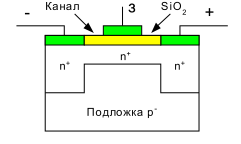 Канал З SiO₂
- +
n⁺ n⁺ n⁺
Подложка p⁻